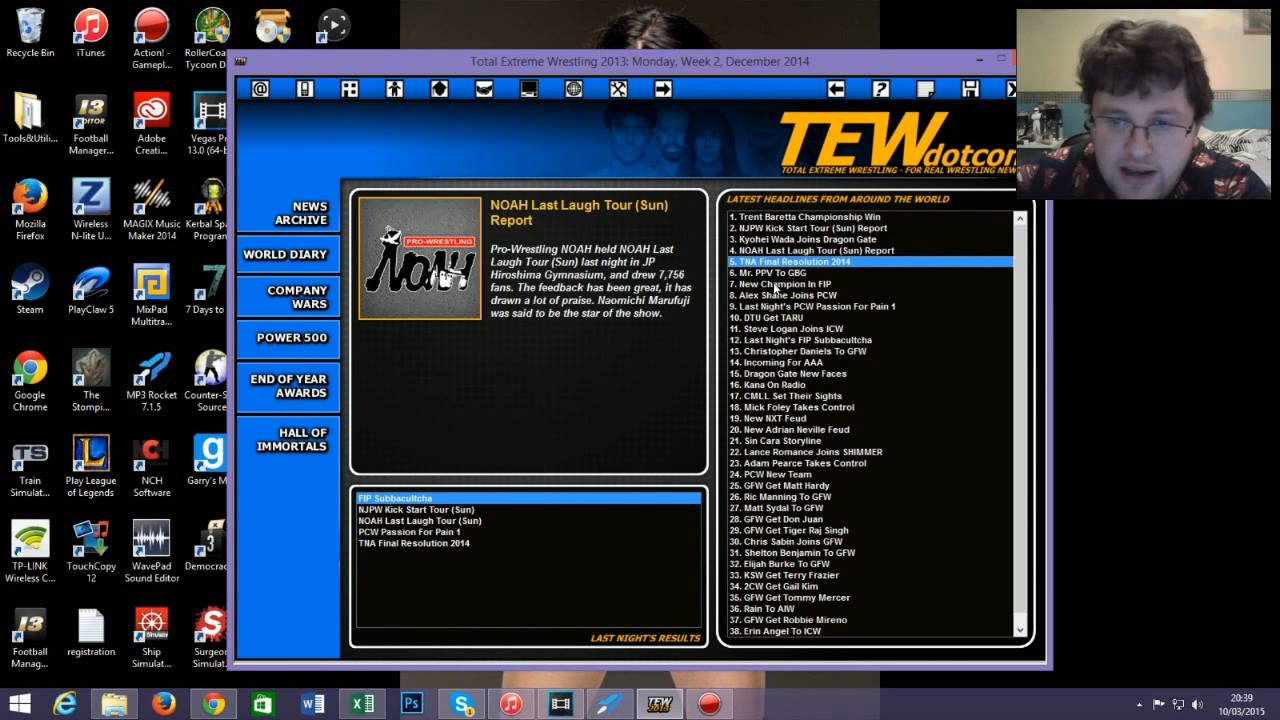 Recycle Bin
iTunes
Action! -
Gamepl...
RollerCoa
Tycoon D
Tools&Utili...
Football
Manager...
Adobe
Creati...
Vegas Pr
13.0 (64-b
Mozilla
Firefox
Wireless
N-lite U...
MAGIX Music
Maker 2014
Kerbal Sp
Program
Steam
PlayClaw 5
MixPad
Multitra...
7 Days to
Google
Chrome
The
Stompi...
MP3 Rocket
7.1.5
Counter-S
Source
Train
Simulat...
Play League
of Legends
NCH
Software
Garry's M
TP-LINK
Wireless C...
TouchCopy
12
WavePad
Sound Editor
Democrac
Football
Manag...
registration
Ship
Simulat...
Surgeo
Simulat
Total Extreme Wrestling 2013: Monday, Week 2, December 2014
TEWdotcom
TOTAL EXTREME WRESTLING - FOR REAL WRESTLING NEW
NEWS
ARCHIVE
WORLD DIARY
COMPANY
WARS
POWER 500
END OF YEAR
AWARDS
HALL OF
IMMORTALS
PRO-WRESTLING
NOAH
NOAH Last Laugh Tour (Sun)
Report
Pro-Wrestling NOAH held NOAH Last
Laugh Tour (Sun) last night in JP
Hiroshima Gymnasium, and drew 7,756
fans. The feedback has been great, it has
drawn a lot of praise. Naomichi Marufuji
was said to be the star of the show.
FIP Subbacultcha
NJPW Kick Start Tour (Sun)
NOAH Last Laugh Tour (Sun)
PCW Passion For Pain 1
TNA Final Resolution 2014
LAST NIGHT'S RESULTS
LATEST HEADLINES FROM AROUND THE WORLD
1. Trent Baretta Championship Win
2. NJPW Kick Start Tour (Sun) Report
3. Kyohei Wada Joins Dragon Gate
4. NOAH Last Laugh Tour (Sun) Report
5. TNA Final Resolution 2014
6. Mr. PPV To GBG
7. New Champion In FIP
8. Alex Shane Joins PCW
9. Last Night's PCW Passion For Pain 1
10. DTU Get TARU
11. Steve Logan Joins ICW
12. Last Night's FIP Subbacultcha
13. Christopher Daniels To GFW
14. Incoming For AAA
15. Dragon Gate New Faces
16. Kana On Radio
17. CMLL Set Their Sights
18. Mick Foley Takes Control
19. New NXT Feud
20. New Adrian Neville Feud
21. Sin Cara Storyline
22. Lance Romance Joins SHIMMER
23. Adam Pearce Takes Control
24. PCW New Team
25. GFW Get Matt Hardy
26. Ric Manning To GFW
27. Matt Sydal To GFW
28. GFW Get Don Juan
29. GFW Get Tiger Raj Singh
30. Chris Sabin Joins GFW
31. Shelton Benjamin To GFW
32. Elijah Burke To GFW
33. KSW Get Terry Frazier
34. 2CW Get Gail Kim
35. GFW Get Tommy Mercer
36. Rain To AIW
37. GFW Get Robbie Mireno
38. Erin Angel To ICW
20:39
10/03/2015